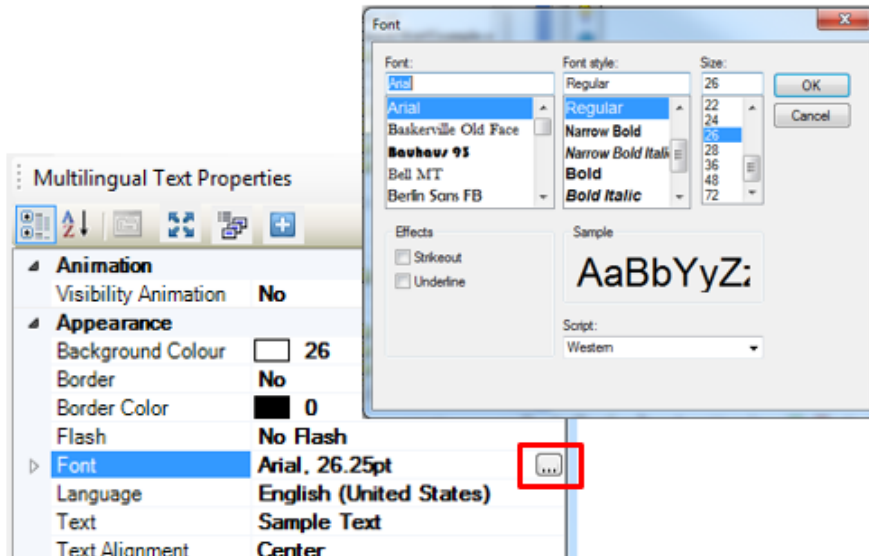 Font
Font:
Font style:
Size:
Arial
Regular
26
OK
Cancel
Arial
Baskerville Old Face
Bauhaus 93
Bell MT
Berlin Sans FB
Regular
Narrow Bold
Narrow Bold Itali
Bold
Bold Italic
22
24
26
28
36
48
72
Effects
Strikeout
Underline
Sample
AaBbYyZz
Script:
Western
Multilingual Text Properties
Animation
Visibility Animation No
Appearance
Background Colour 26
Border No
Border Color 0
Flash No Flash
Font Arial, 26.25pt ...
Language English (United States)
Text Sample Text
Text Alignment Center